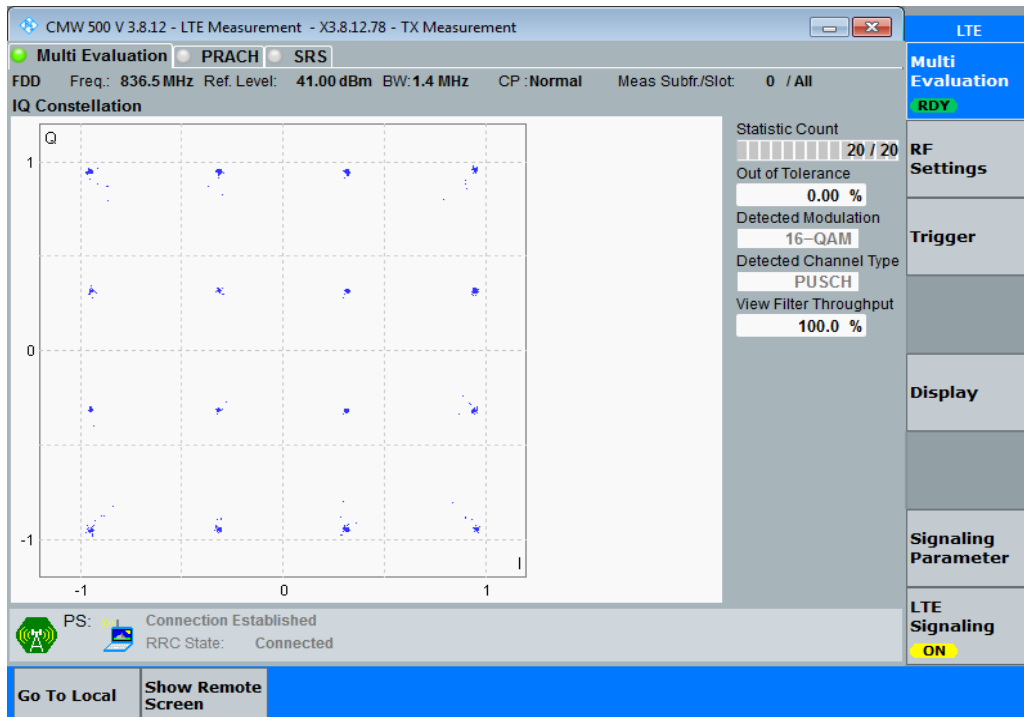 CMW 500 V 3.8.12 - LTE Measurement - X3.8.12.78 - TX Measurement
LTE
Multi Evaluation PRACH SRS
Multi
Evaluation
RDY
FDD Freq.: 836.5 MHz Ref. Level: 41.00 dBm BW: 1.4 MHz CP : Normal Meas Subfr./Slot: 0 / All
IQ Constellation
Q
1
0
-1
I
-1 0 1
Statistic Count
20 / 20
Out of Tolerance
0.00 %
Detected Modulation
16-QAM
Detected Channel Type
PUSCH
View Filter Throughput
100.0 %
RF
Settings
Trigger
Display
Signaling
Parameter
LTE
Signaling
ON
PS: Connection Established
RRC State: Connected
Go To Local
Show Remote
Screen